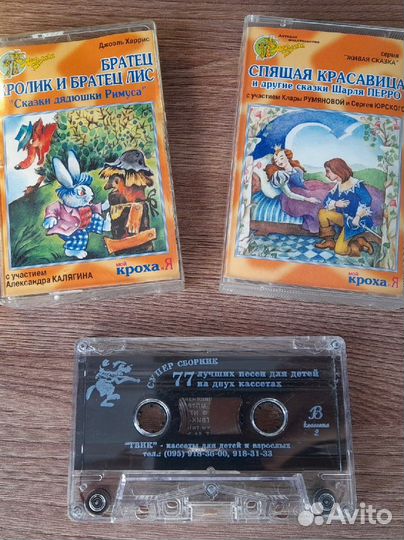 Джоэль Харрис
БРАТЕЦ
КРОЛИК И БРАТЕЦ ЛИС
"Сказки дядюшки Римуса"
с участием
Александра КАЛЯГИНА
мой
кроха и Я
Детское
издательство
серия
"ЖИВАЯ СКАЗКА"
СПЯЩАЯ КРАСАВИЦА
и другие сказки Шарля ПЕРРО
с участием Клары РУМЯНОВОЙ и Сергея ЮРСКОГО
мой
кроха и Я
СУПЕР СБОРНИК
77 лучших песен для детей
на двух кассетах
B
кассета
2
"ТВИК" - кассеты для детей и взрослых
тел.: (095) 918-36-00, 918-31-33
Avito